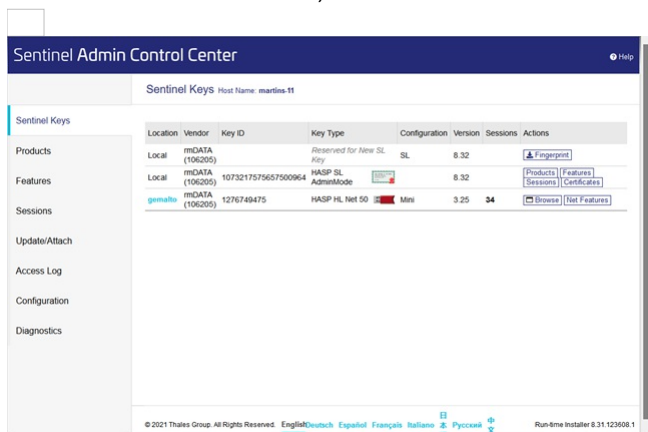 Sentinel Admin Control Center
Help
Sentinel Keys Host Name: martins-11
Sentinel Keys
Products
Features
Sessions
Update/Attach
Access Log
Configuration
Diagnostics
Location Vendor Key ID Key Type Configuration Version Sessions Actions
Local rmDATA (106205) Reserved for New SL Key SL 8.32 Fingerprint
Local rmDATA (106205) 1073217575657500964 HASP SL AdminMode 8.32 Products Features Sessions Certificates
gemalto rmDATA (106205) 1276749475 HASP HL Net 50 Mini 3.25 34 Browse Net Features
© 2021 Thales Group. All Rights Reserved. English Deutsch Español Français Italiano 日本 Русский 中文 Run-time Installer 8.31.123608.1